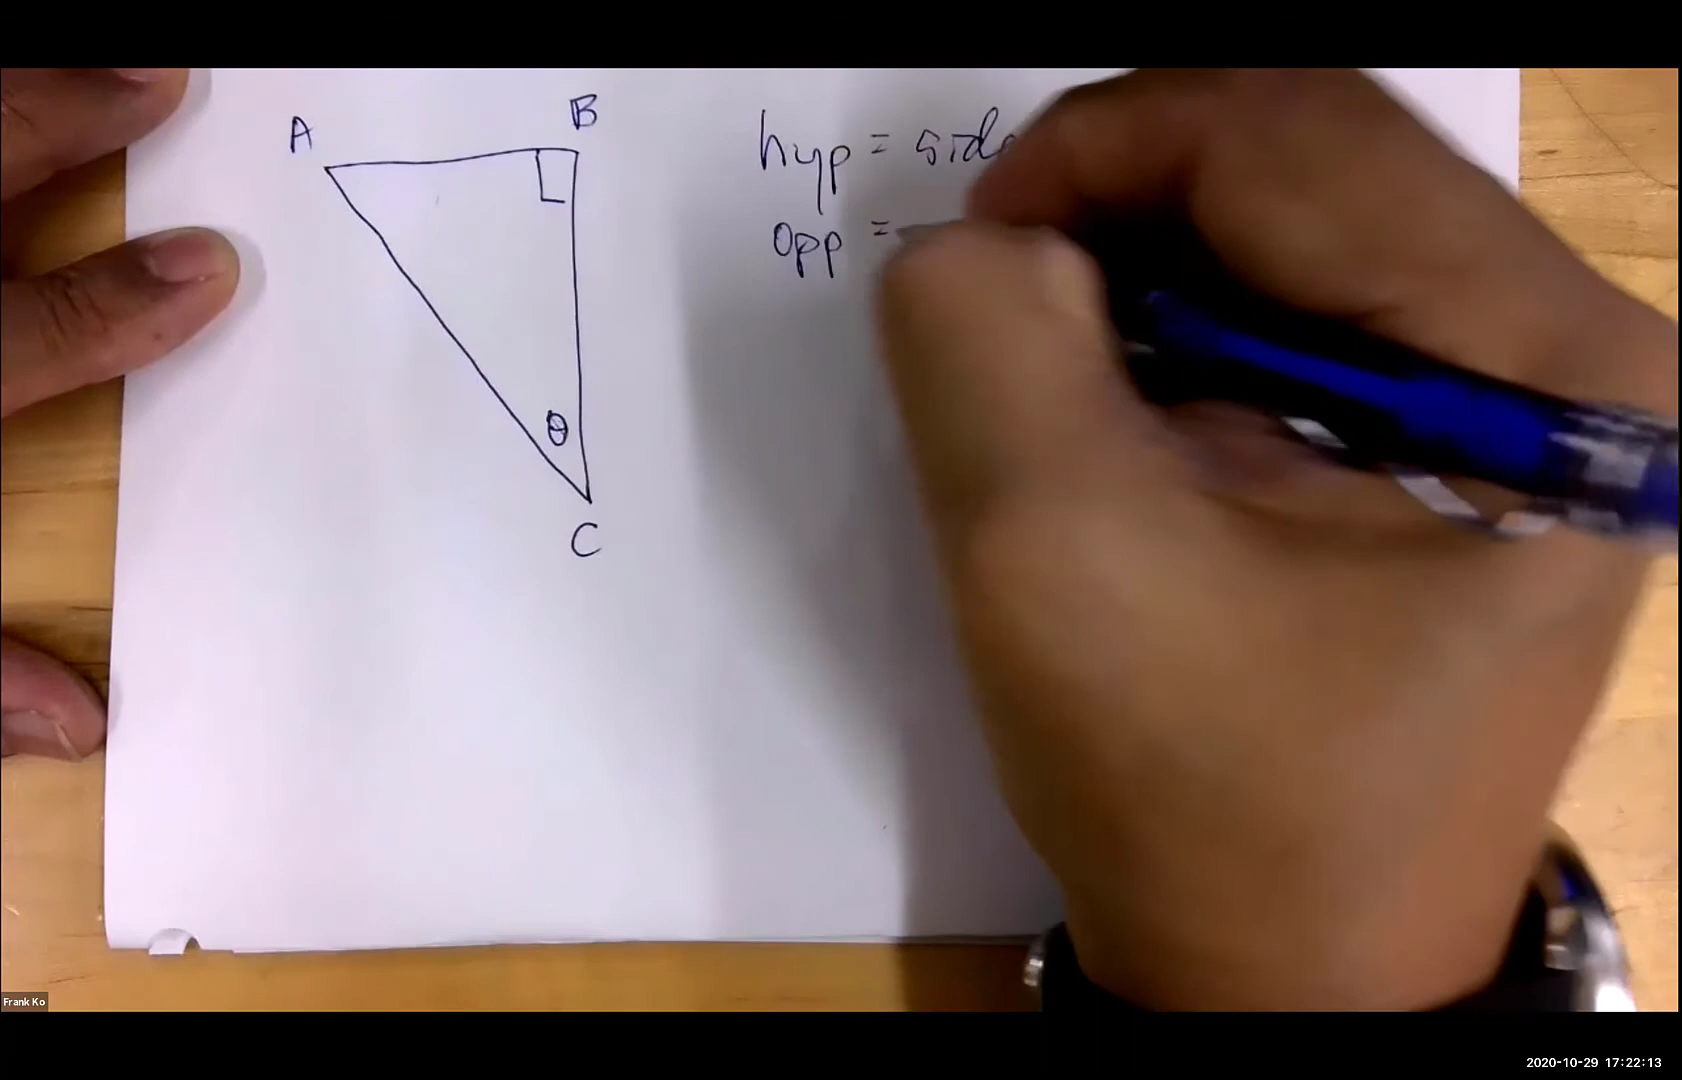 A
B
hyp = side
opp =
θ
C
Frank Ko
2020-10-29 17:22:13